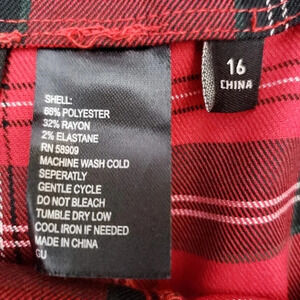 SHELL:
66% POLYESTER
32% RAYON
2% ELASTANE
RN 58909
MACHINE WASH COLD
SEPERATLY
GENTLE CYCLE
DO NOT BLEACH
TUMBLE DRY LOW
COOL IRON IF NEEDED
MADE IN CHINA
GU
16
CHINA